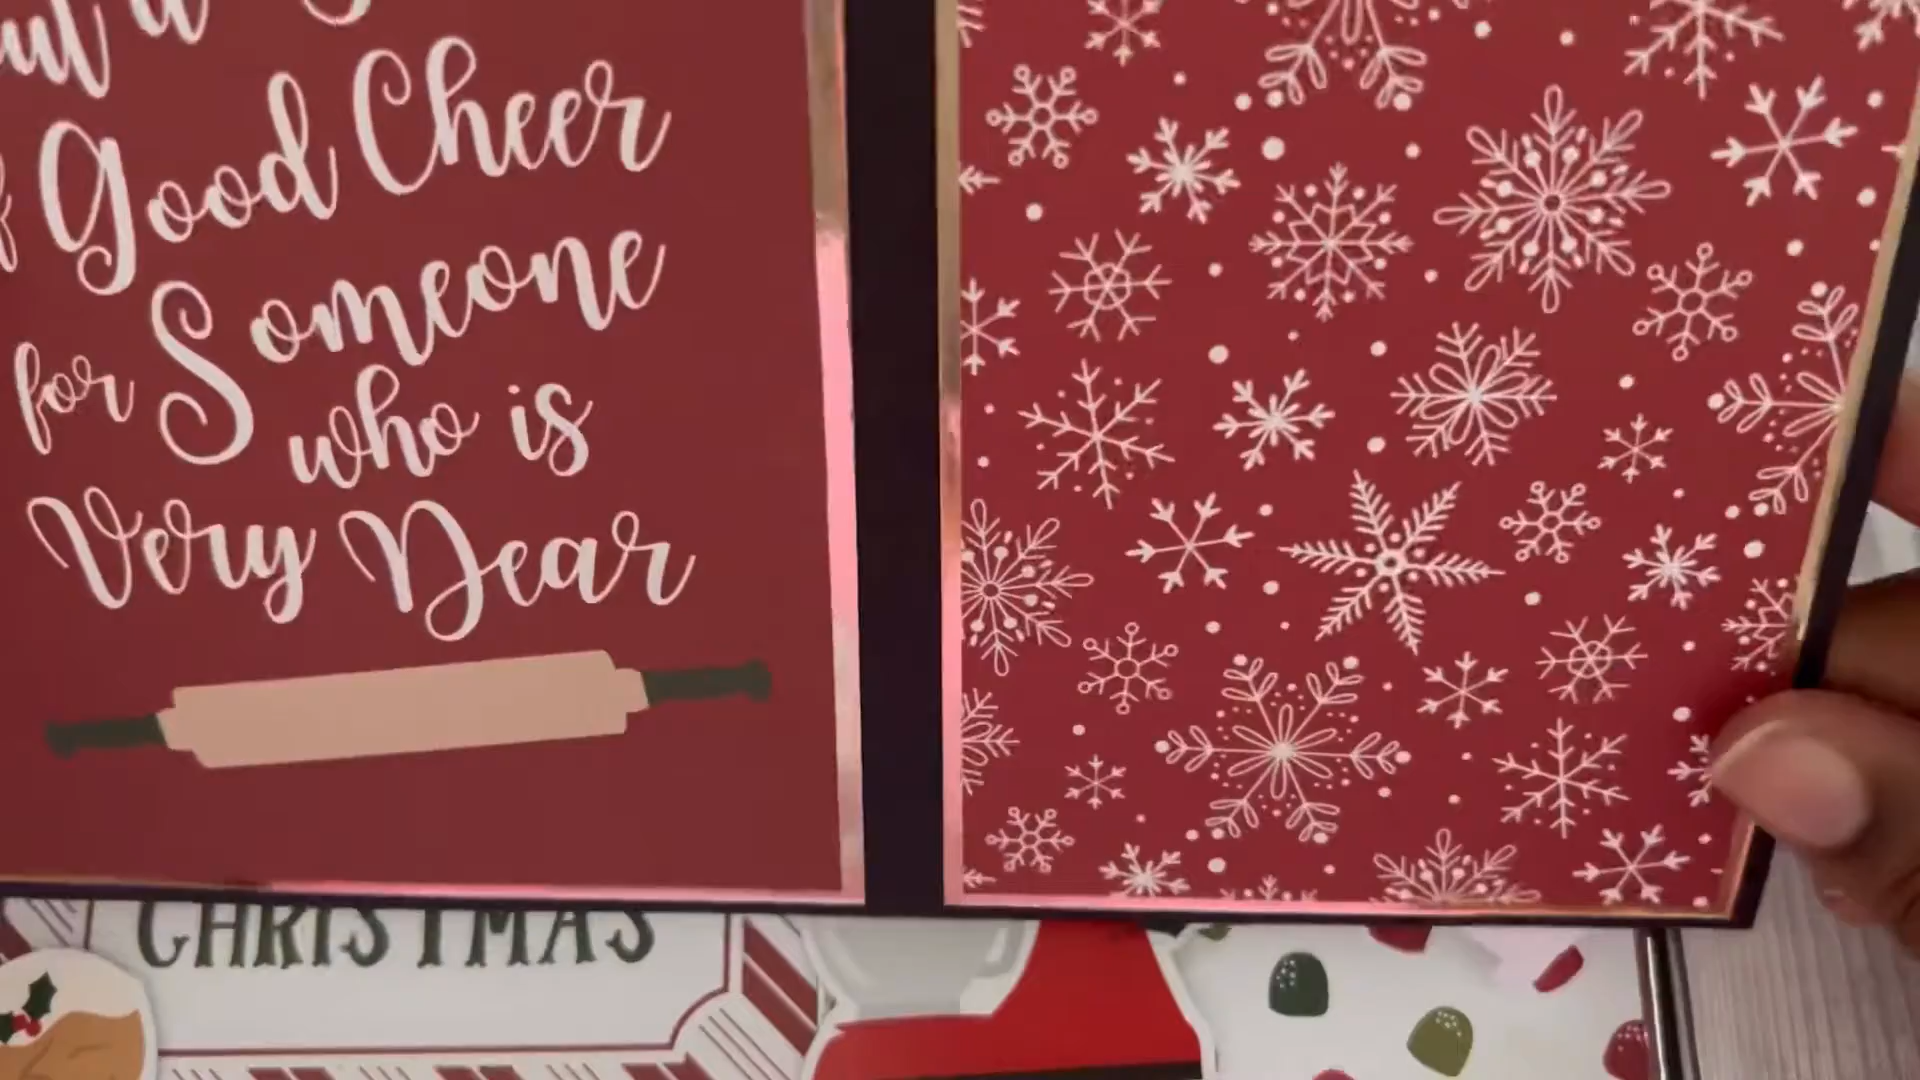 Good Cheer
for Someone
who is
Very Dear
CHRISTMAS